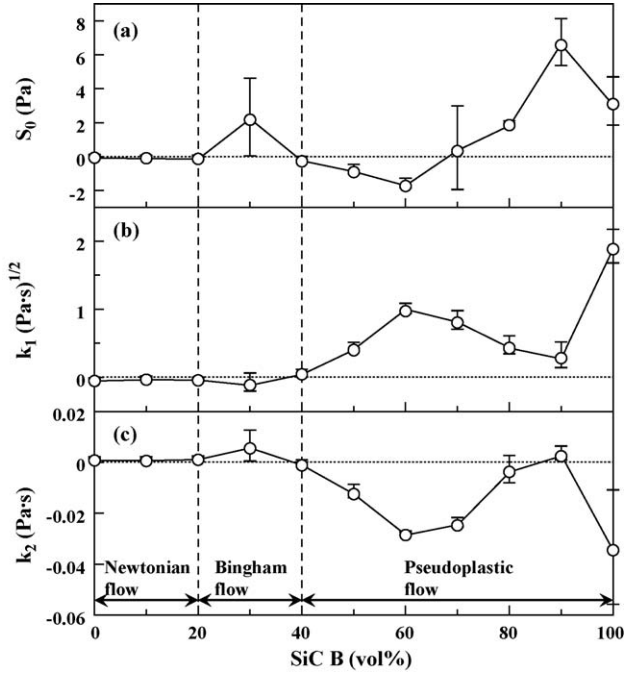 8
(a)
6
S₀ (Pa)
4
2
0
-2
(b)
2
k₁ (Pa·s)^1/2
1
0
0.02
(c)
0
k₂ (Pa·s)
-0.02
-0.04
Newtonian Bingham Pseudoplastic
flow flow flow
-0.06
0 20 40 60 80 100
SiC B (vol%)